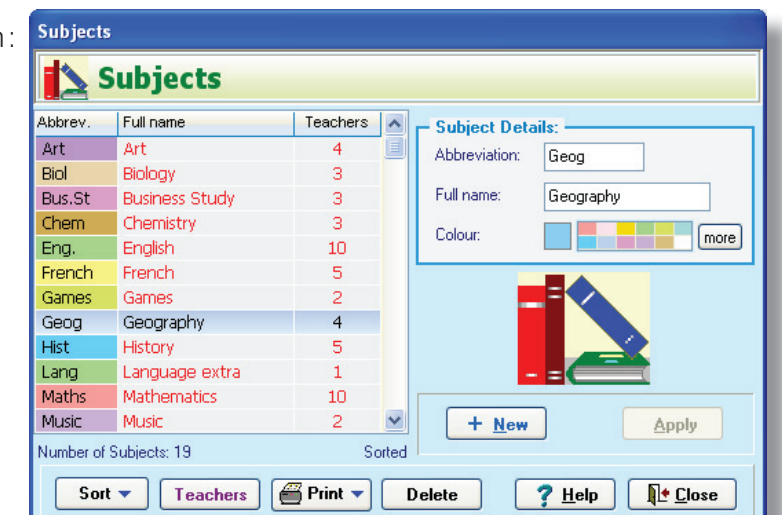 n:
Subjects
Subjects
Abbrev. Full name Teachers
Art Art 4
Biol Biology 3
Bus.St Business Study 3
Chem Chemistry 3
Eng. English 10
French French 5
Games Games 2
Geog Geography 4
Hist History 5
Lang Language extra 1
Maths Mathematics 10
Music Music 2
Number of Subjects: 19 Sorted
Subject Details:
Abbreviation: Geog
Full name: Geography
Colour: more
+ New Apply
Sort Teachers Print Delete ? Help Close